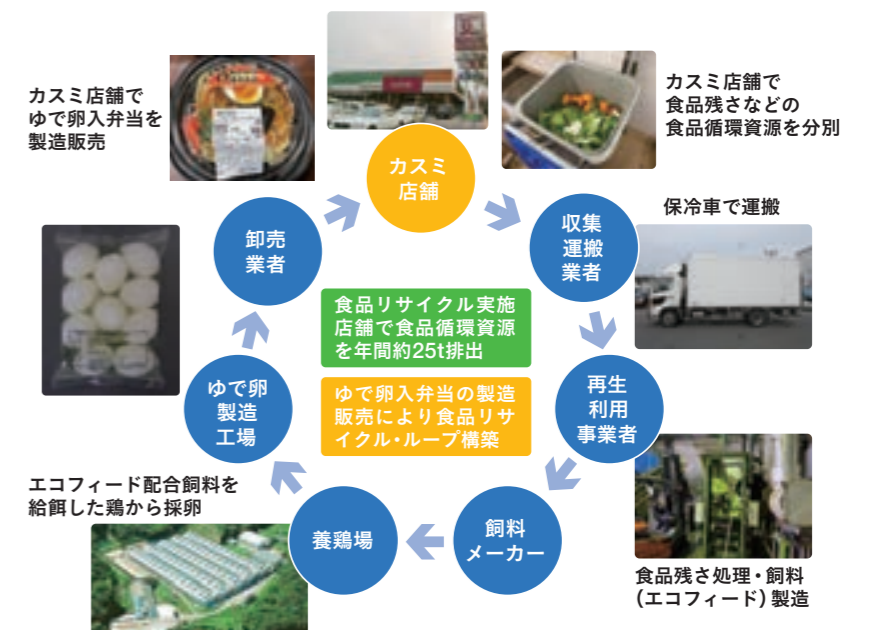 カスミ店舗で
ゆで卵入弁当を
製造販売
カスミ
店舗
カスミ店舗で
食品残さなどの
食品循環資源を分別
収集
運搬
業者
保冷車で運搬
再生
利用
事業者
食品残さ処理・飼料
(エコフィード)製造
飼料
メーカー
養鶏場
エコフィード配合飼料を
給餌した鶏から採卵
ゆで卵
製造
工場
卸売
業者
食品リサイクル実施
店舗で食品循環資源
を年間約25t排出
ゆで卵入弁当の製造
販売により食品リサ
イクル・ループ構築